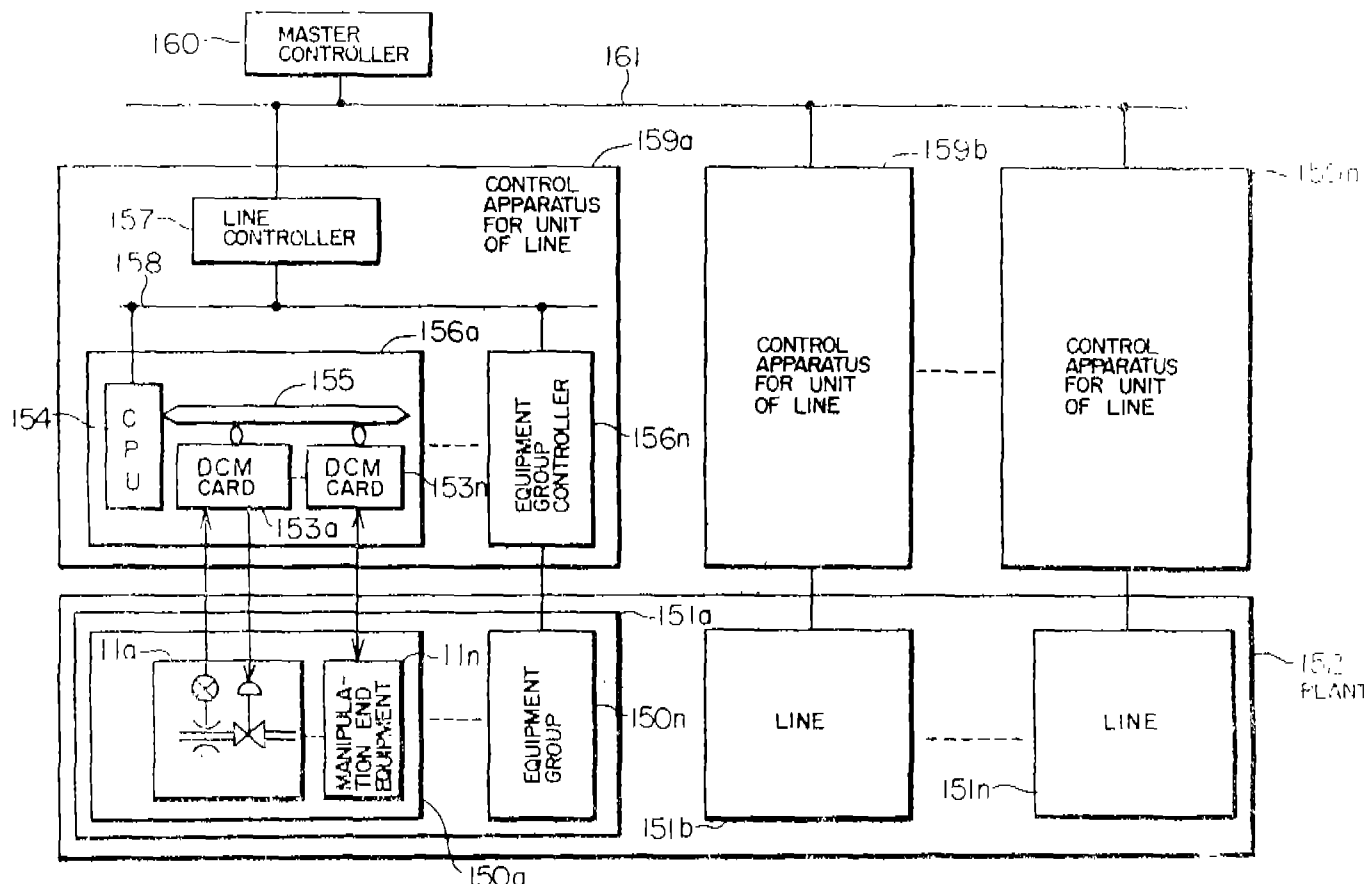 160
MASTER
CONTROLLER
161
159a
159b
CONTROL
APPARATUS
FOR UNIT
OF LINE
157
LINE
CONTROLLER
158
156a
155
154
CPU
DCM
CARD
DCM
CARD
153n
153a
EQUIPMENT
GROUP
CONTROLLER
156n
CONTROL
APPARATUS
FOR UNIT
OF LINE
CONTROL
APPARATUS
FOR UNIT
OF LINE
151a
11a
11n
MANIPULA-
TION END
EQUIPMENT
EQUIPMENT
GROUP
150n
LINE
LINE
152
PLANT
151n
151b
150a